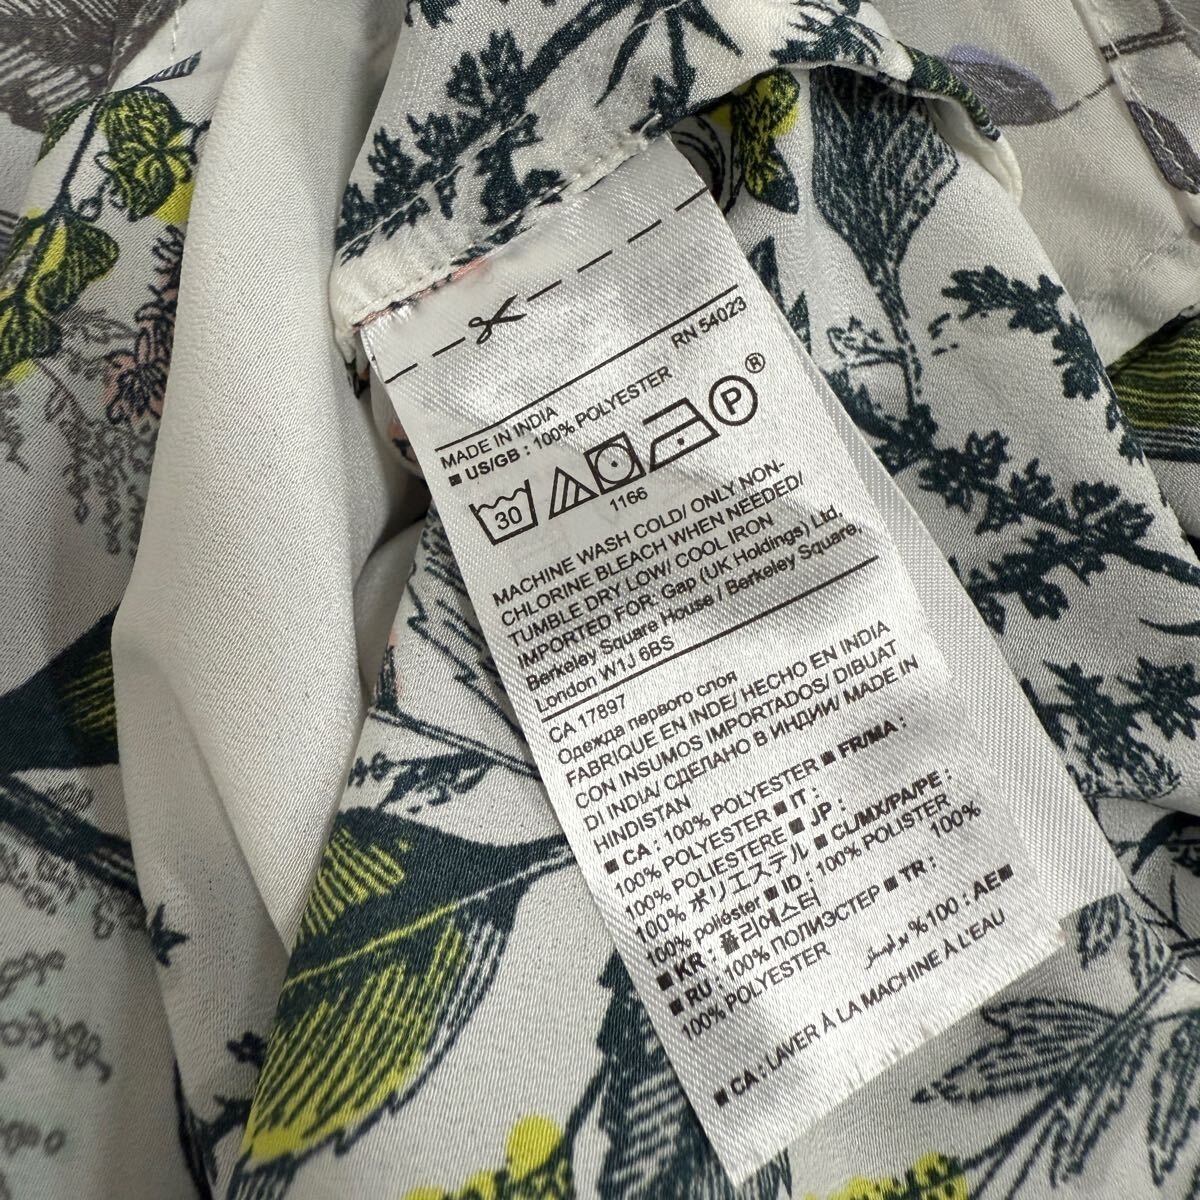 RN 54023
MADE IN INDIA
■ US/GB : 100% POLYESTER
30
P
®
1166
MACHINE WASH COLD/ ONLY NON-
CHLORINE BLEACH WHEN NEEDED/
TUMBLE DRY LOW/ COOL IRON
IMPORTED FOR: Gap (UK Holdings) Ltd,
Berkeley Square House / Berkeley Square,
London W1J 6BS
CA 17897
Одежда первого слоя
FABRIQUE EN INDE/ HECHO EN INDIA
CON INSUMOS IMPORTADOS/ DIBUAT
DI INDIA/ СДЕЛАНО В ИНДИИ/ MADE IN
HINDISTAN
■ CA : 100% POLYESTER ■ FR/MA :
100% POLYESTER ■ IT :
100% POLIESTERE ■ JP :
100% ポリエステル ■ CL/MX/PA/PE :
100% poliéster ■ ID : 100% POLISTER
■ KR : 폴리에스터 100%
■ RU : 100% ПОЛИЭСТЕР ■ TR :
100% POLYESTER %100 : AE■
■ CA : LAVER À LA MACHINE À L'EAU